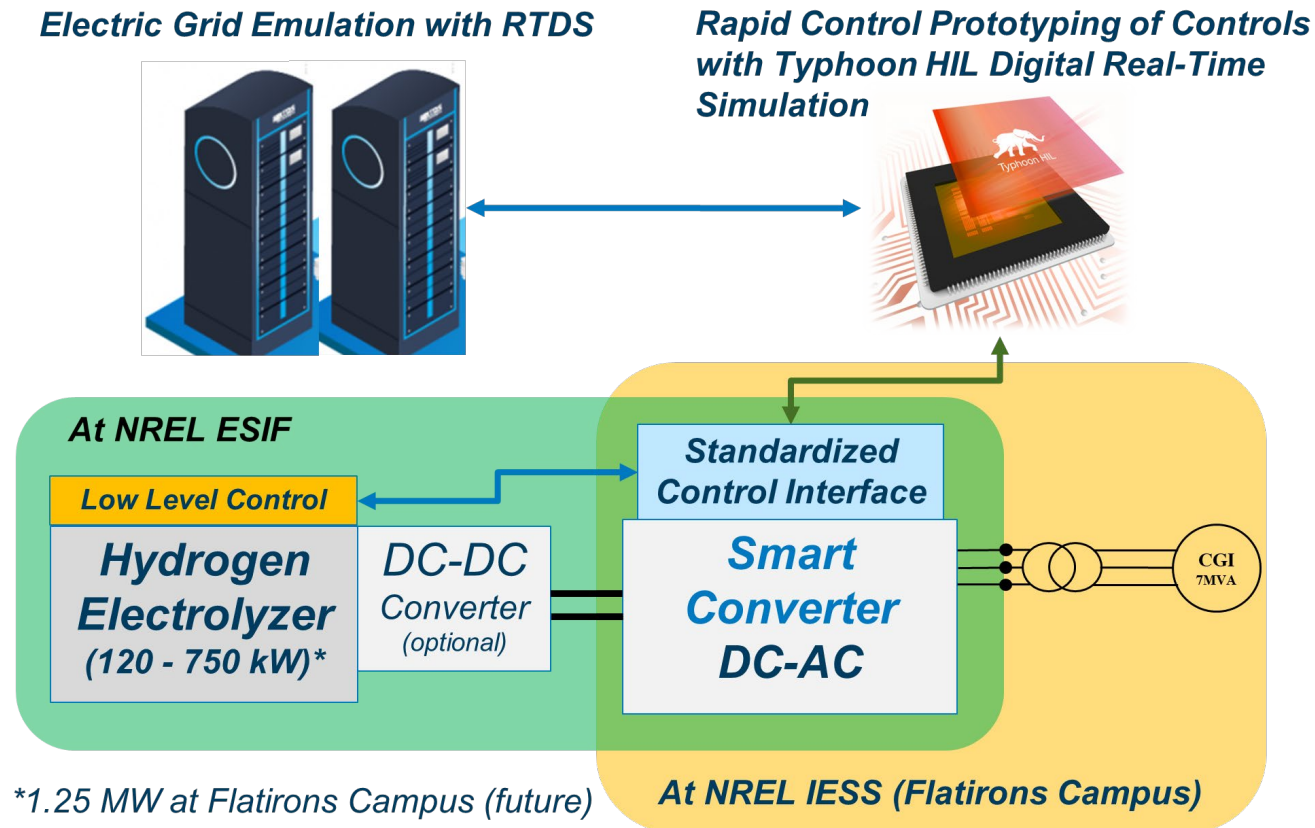 Electric Grid Emulation with RTDS
Rapid Control Prototyping of Controls
with Typhoon HIL Digital Real-Time
Simulation
Typhoon HIL
At NREL ESIF
Low Level Control
Hydrogen
Electrolyzer
(120 - 750 kW)*
DC-DC
Converter
(optional)
Standardized
Control Interface
Smart
Converter
DC-AC
CGI
7MVA
*1.25 MW at Flatirons Campus (future)
At NREL IESS (Flatirons Campus)